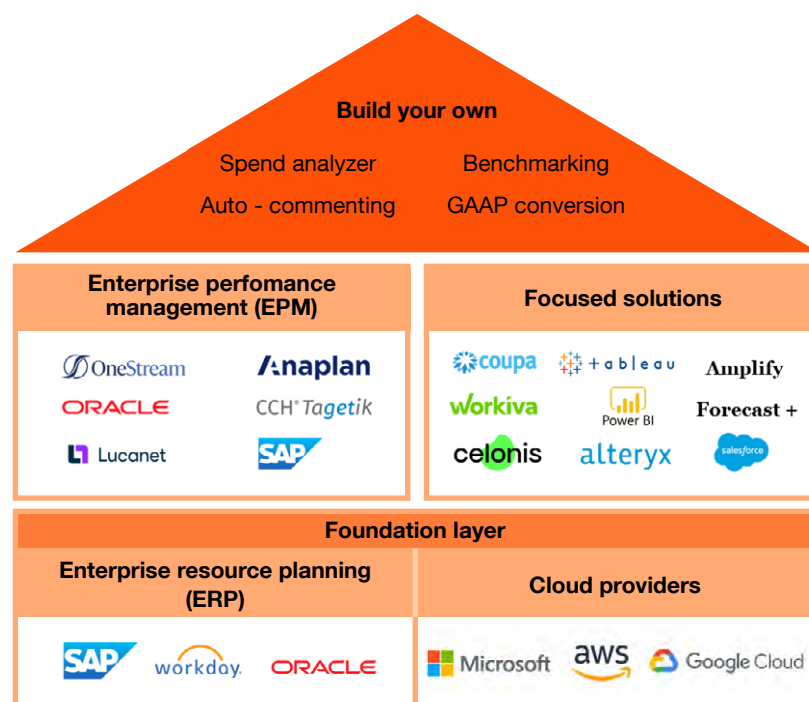 Build your own
Spend analyzer
Benchmarking
Auto - commenting
GAAP conversion
Enterprise perfomance
management (EPM)
OneStream
Anaplan
ORACLE
CCH® Tagetik
Lucanet
SAP
Focused solutions
coupa
+ableau
Amplify
workiva
Power BI
Forecast +
celonis
alteryx
salesforce
Foundation layer
Enterprise resource planning
(ERP)
SAP
workday.
ORACLE
Cloud providers
Microsoft
aws
Google Cloud